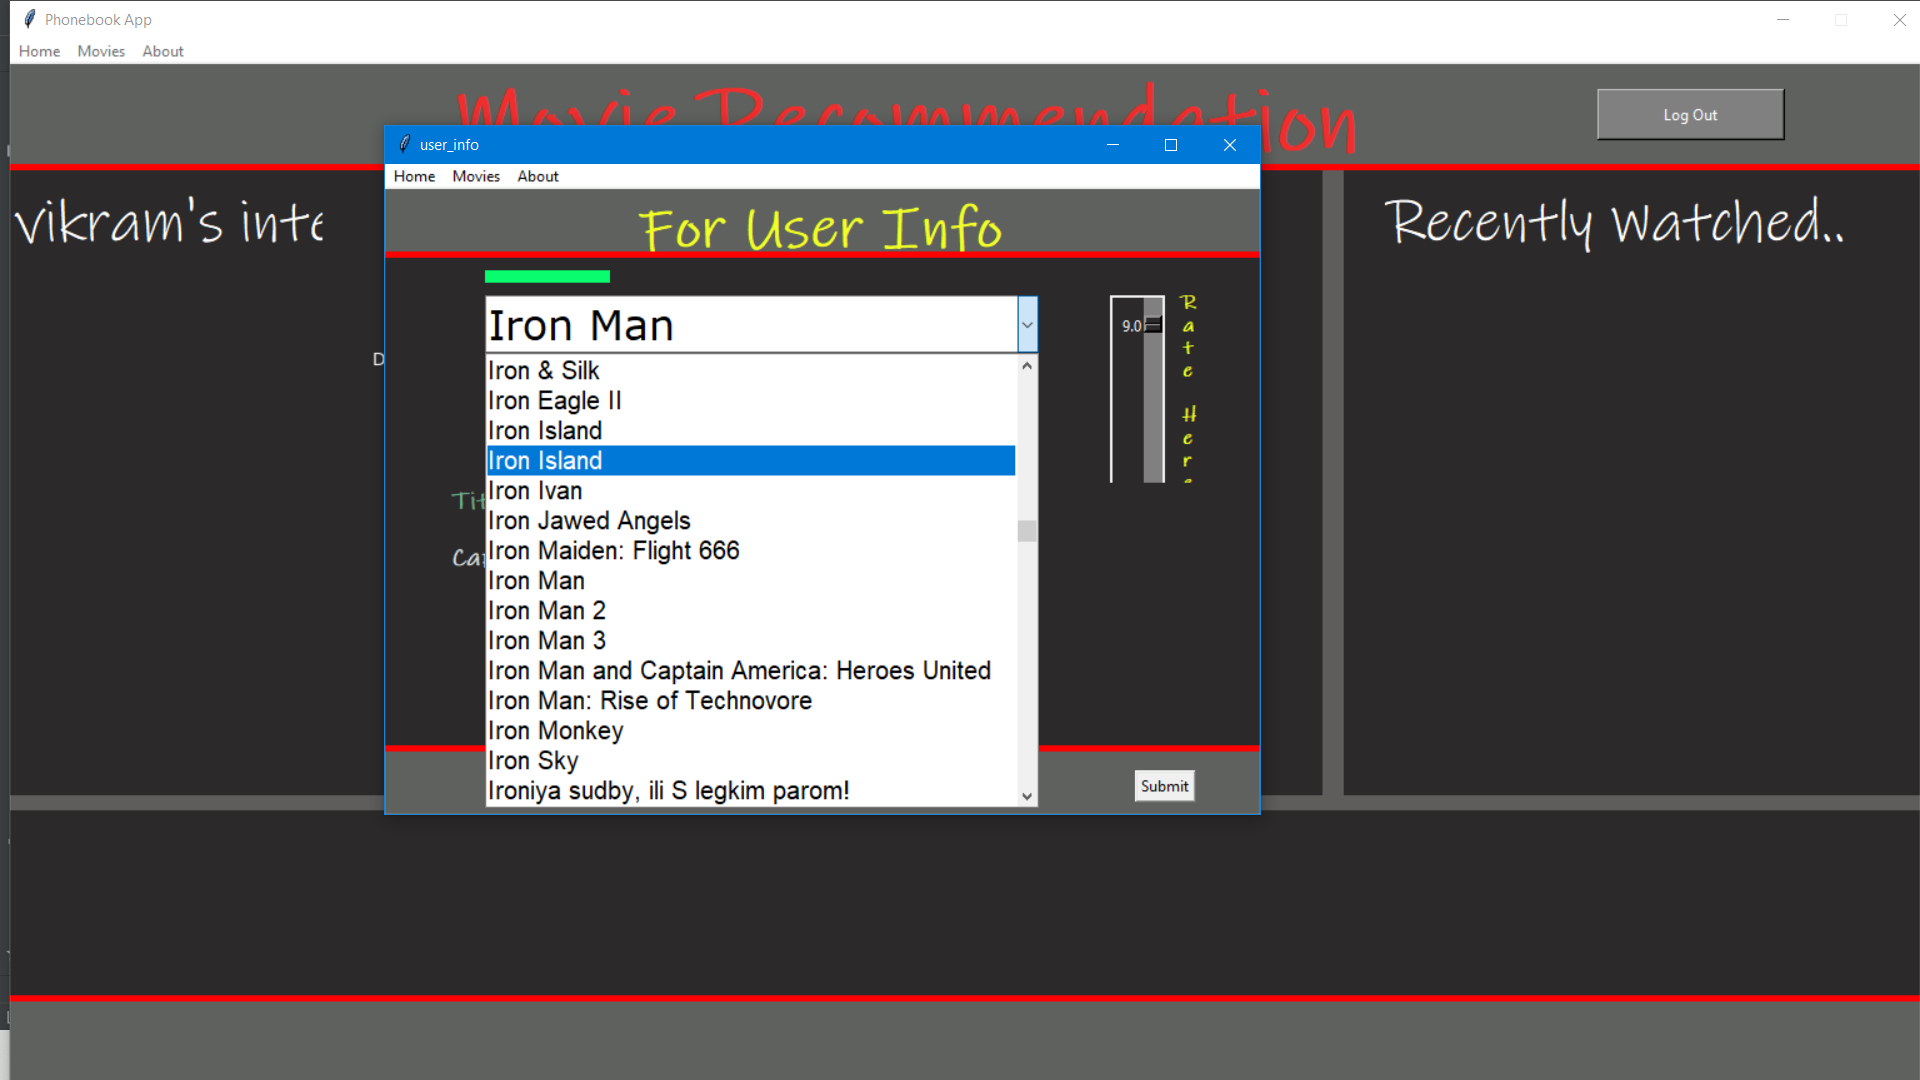 Phonebook App
Home Movies About
Movie Recommendation
Log Out
vikram's inte
Recently Watched..
D
user_info
Home Movies About
For User Info
Iron Man
9.0
Rate Her
Iron & Silk
Iron Eagle II
Iron Island
Iron Island
Iron Ivan
Iron Jawed Angels
Iron Maiden: Flight 666
Iron Man
Iron Man 2
Iron Man 3
Iron Man and Captain America: Heroes United
Iron Man: Rise of Technovore
Iron Monkey
Iron Sky
Ironiya sudby, ili S legkim parom!
Tit
Ca
Submit